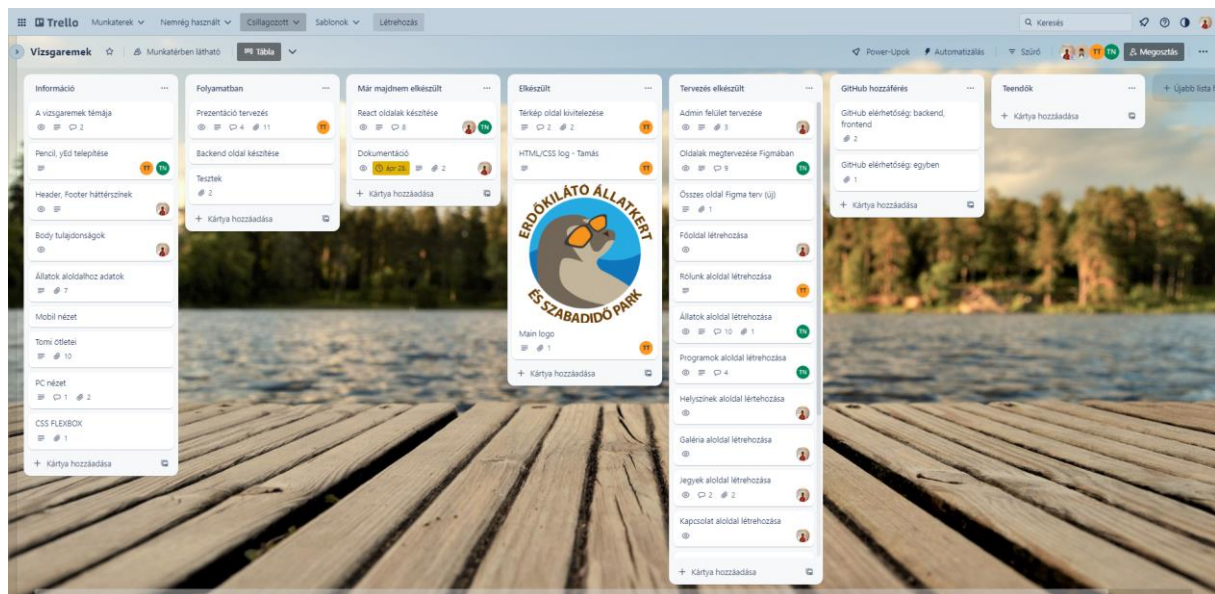 Trello Munkaterek Nemrég használt Csillagozott Sablonok Létrehozás Keresés
Vizsgaremek Munkatérben látható Tábla Power-Upok Automatizálás Szűrő TT TN Megosztás
Információ
A vizsgaremek témája
2
Pencil, yEd telepítése
TT TN
Header, Footer háttérszínek
Body tulajdonságok
Állatok aloldalhoz adatok
7
Mobil nézet
Tomi ötletei
10
PC nézet
1 2
CSS FLEXBOX
1
+ Kártya hozzáadása
Folyamatban
Prezentáció tervezés
4 11 TT
Backend oldal készítése
Tesztek
2
+ Kártya hozzáadása
Már majdnem elkészült
React oldalak készítése
8 TN
Dokumentáció
ápr 28. 2
+ Kártya hozzáadása
Elkészült
Térkép oldal kivitelezése
2 2 TT
HTML/CSS log - Tamás
TT
ERDŐKILÁTÓ ÁLLATKERT
ÉS SZABADIDŐ PARK
Main logo
1 TT
+ Kártya hozzáadása
Tervezés elkészült
Admin felület tervezése
3
Oldalak megtervezése Figmában
9 TN
Összes oldal Figma terv (új)
1
Főoldal létrehozása
Rólunk aloldal létrehozása
TT
Állatok aloldal létrehozása
10 1 TN
Programok aloldal létrehozása
4 TN
Helyszínek aloldal lértehozása
Galéria aloldal létrehozása
Jegyek aloldal létrehozása
2 2
Kapcsolat aloldal létrehozása
+ Kártya hozzáadása
GitHub hozzáférés
GitHub elérhetőség: backend,
frontend
2
GitHub elérhetőség: egyben
1
+ Kártya hozzáadása
Teendők
+ Kártya hozzáadása
+ Újabb lista